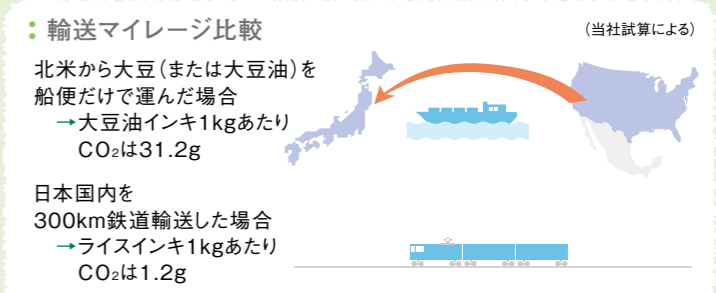 ：輸送マイレージ比較
（当社試算による）
北米から大豆（または大豆油）を
船便だけで運んだ場合
→大豆油インキ1kgあたり
CO₂は31.2g
日本国内を
300km鉄道輸送した場合
→ライスインキ1kgあたり
CO₂は1.2g